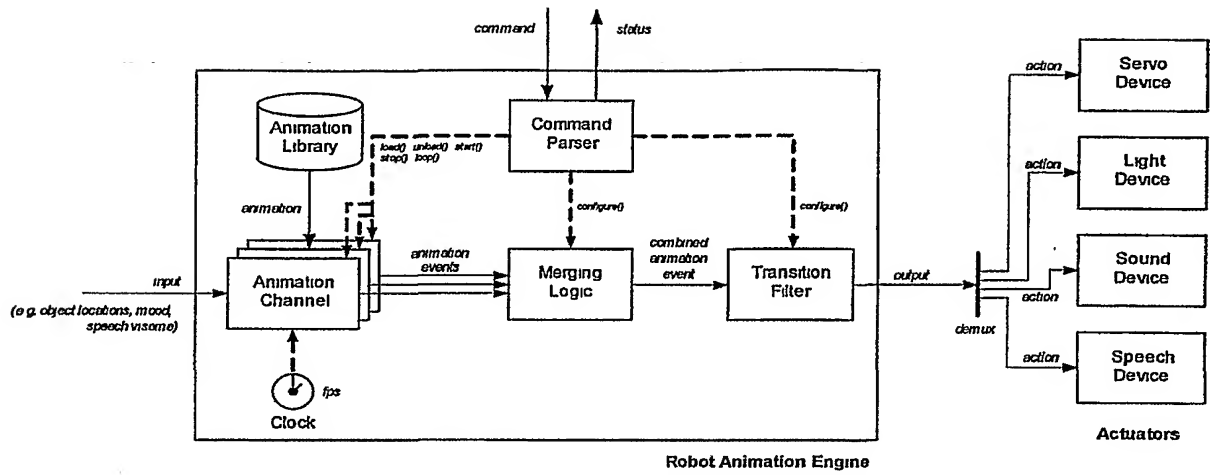 command
status
Animation
Library
Command
Parser
load() unload() start()
stop() loop()
animation
configure()
configure()
Animation
Channel
animation
events
Merging
Logic
combined
animation
event
Transition
Filter
output
input
(e.g. object locations, mood,
speech viseme)
fps
Clock
demux
action
Servo
Device
action
Light
Device
action
Sound
Device
action
Speech
Device
Actuators
Robot Animation Engine